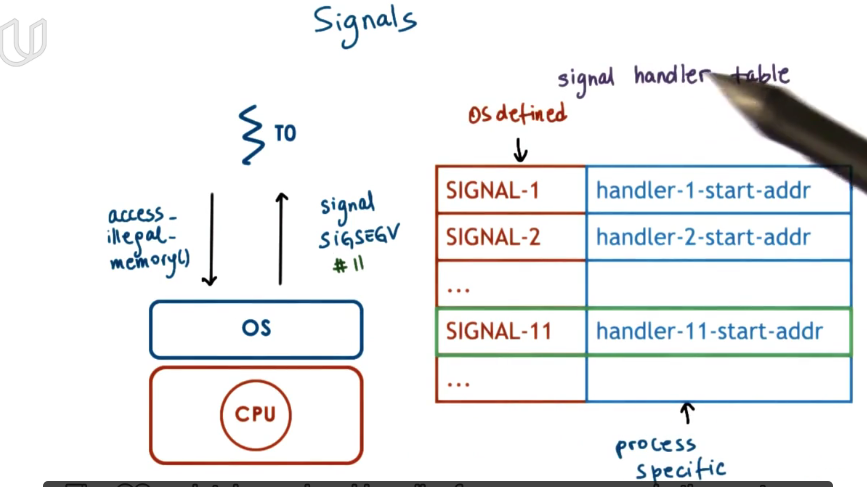 Signals
signal handler table
OS defined
TO
access_
illegal_
memory()
signal
SIGSEGV
#11
OS
CPU
SIGNAL-1 handler-1-start-addr
SIGNAL-2 handler-2-start-addr
...
SIGNAL-11 handler-11-start-addr
...
process
specific